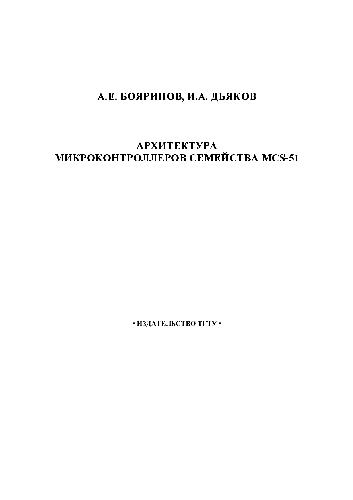 А.Е. БОЯРИНОВ, И.А. ДЬЯКОВ
АРХИТЕКТУРА
МИКРОКОНТРОЛЛЕРОВ СЕМЕЙСТВА MCS-51
• ИЗДАТЕЛЬСТВО ТГТУ •